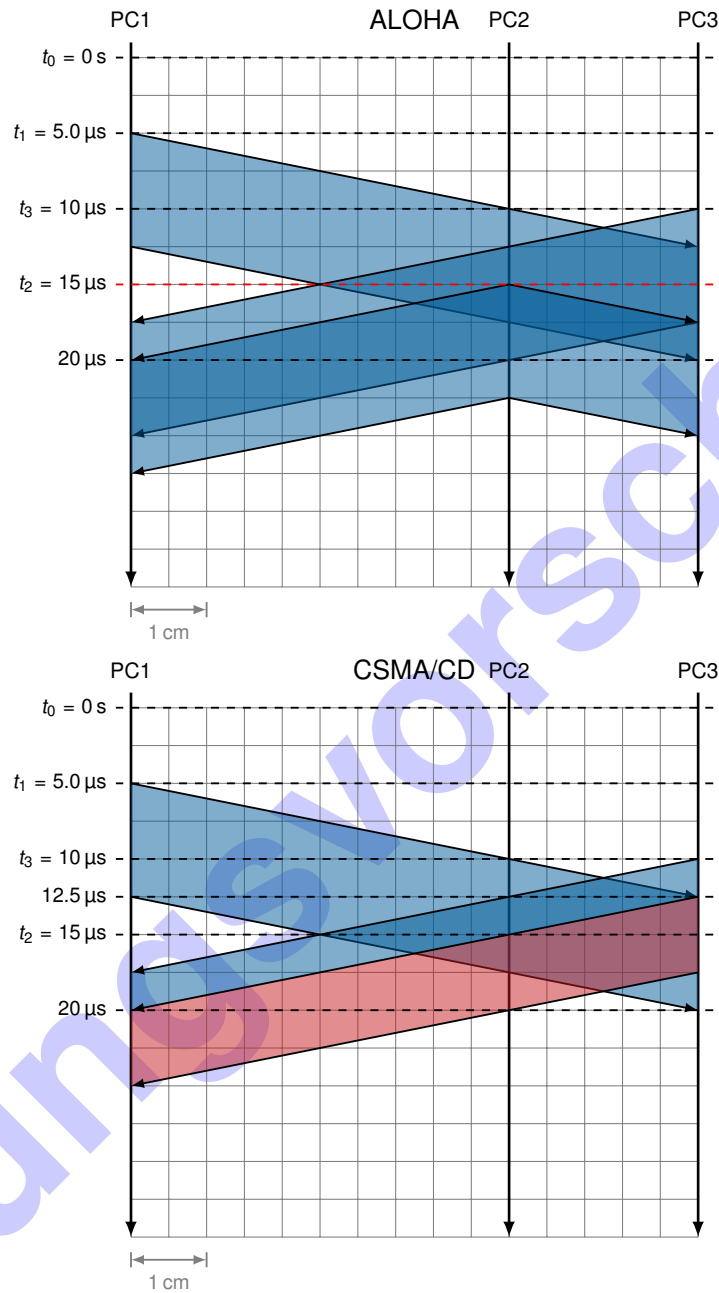 PC1 ALOHA PC2 PC3
t0 = 0 s
t1 = 5.0 µs
t3 = 10 µs
t2 = 15 µs
20 µs
1 cm
PC1 CSMA/CD PC2 PC3
t0 = 0 s
t1 = 5.0 µs
t3 = 10 µs
12.5 µs
t2 = 15 µs
20 µs
1 cm
ungsvorsch